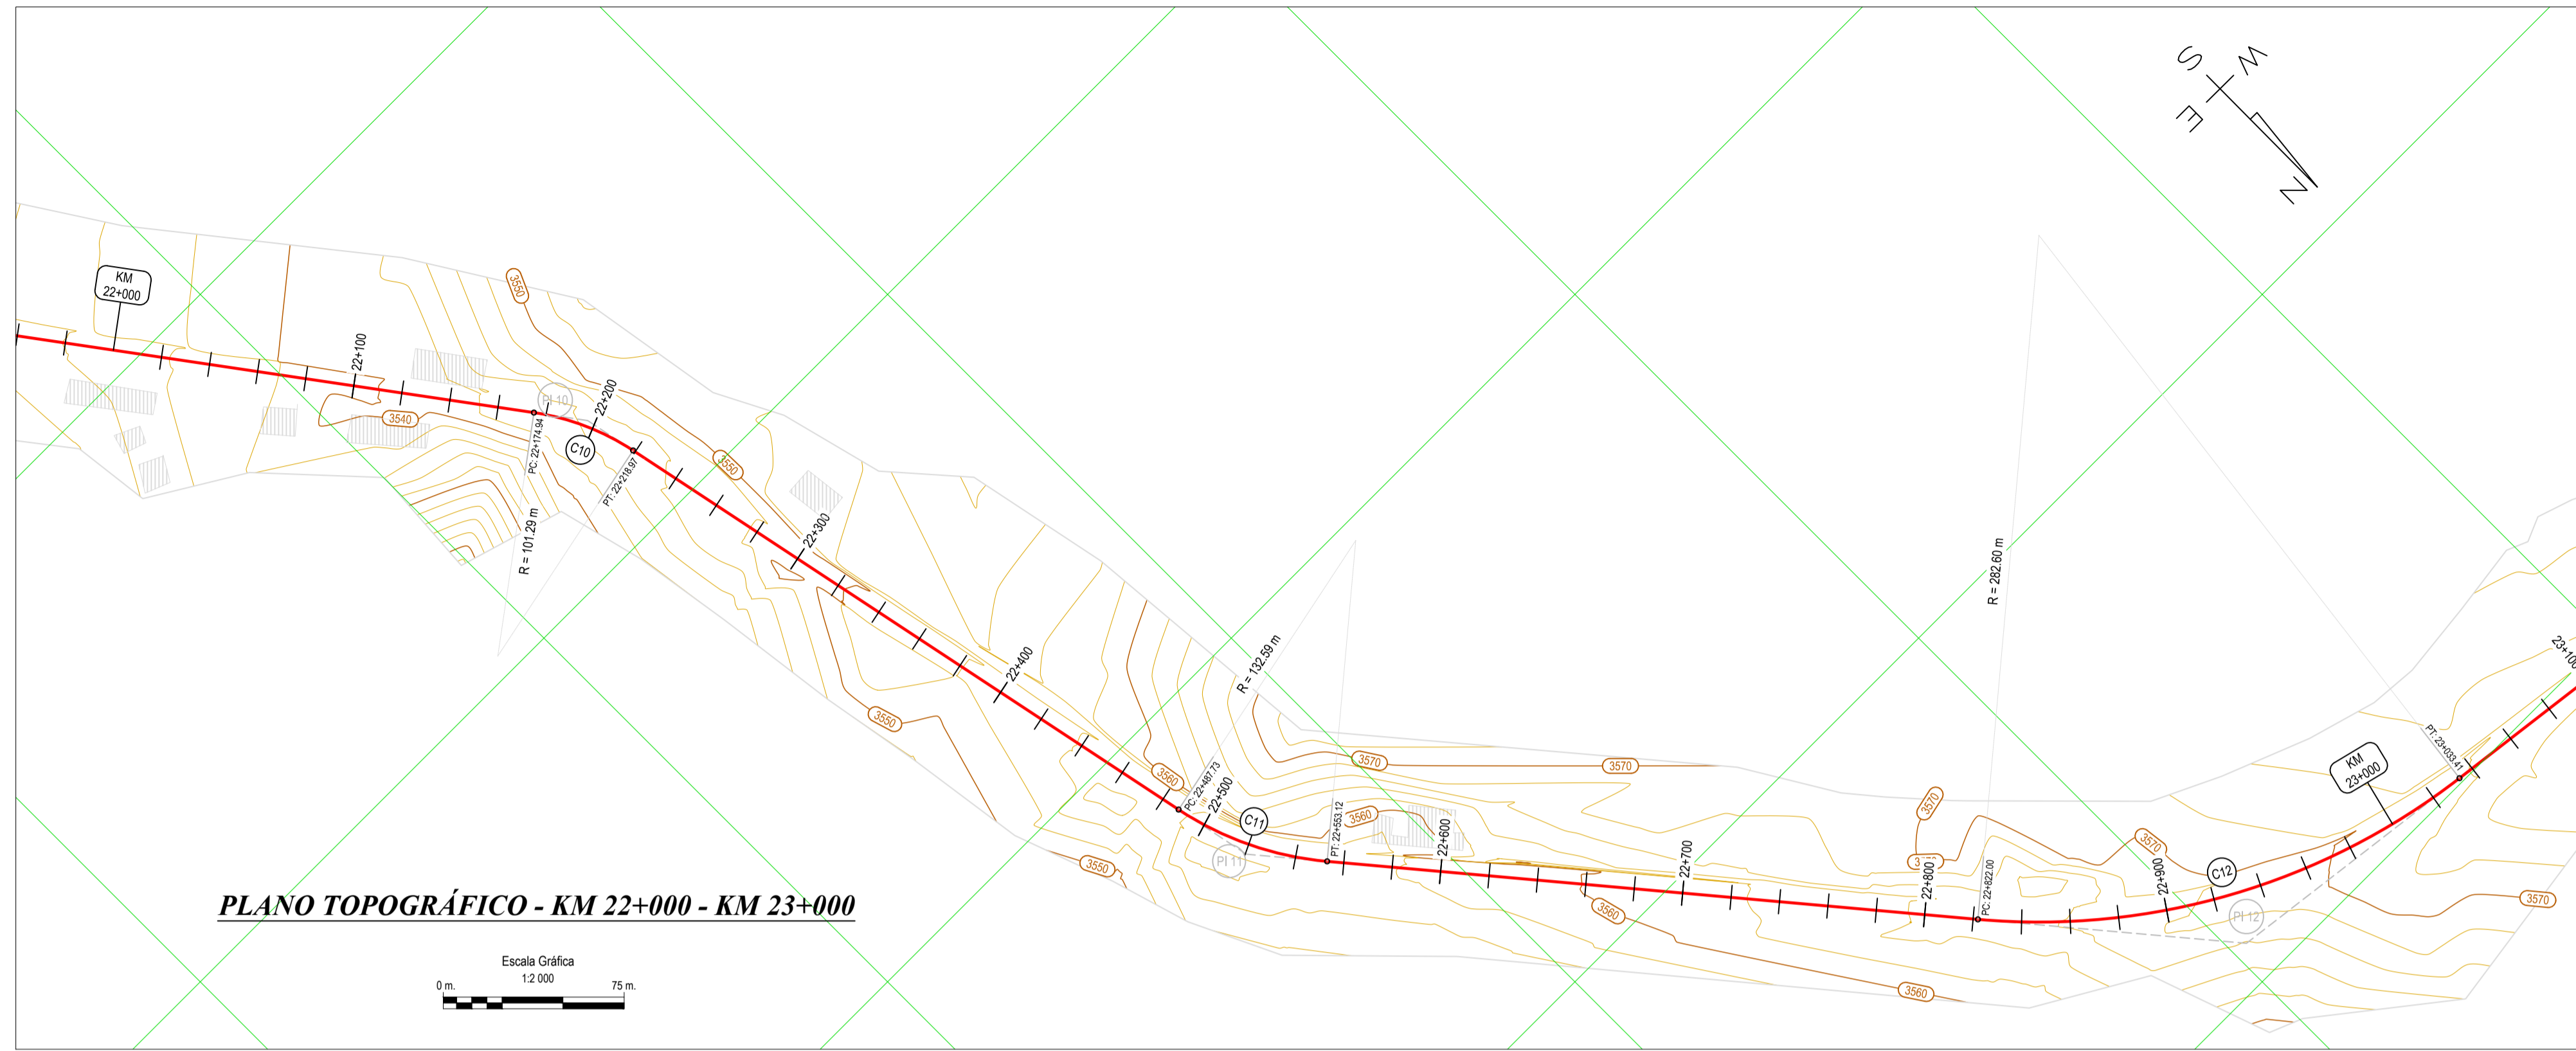 S
W
E
N
KM
22+000
22+100
3550
PI 10
22+200
3540
C10
PC: 22+174.94
PT: 22+218.97
R = 101.29 m
3550
22+300
22+400
3550
R = 132.59 m
R = 282.60 m
3560
PC: 22+487.73
22+500
C11
PI 11
PT: 22+553.12
3560
3570
3570
22+600
22+700
3550
3560
3560
3570
22+800
PC: 22+822.00
3570
22+900
C12
PI 12
KM
23+000
PT: 23+033.41
23+100
3570
PLANO TOPOGRÁFICO - KM 22+000 - KM 23+000
Escala Gráfica
1:2 000
0 m.
75 m.